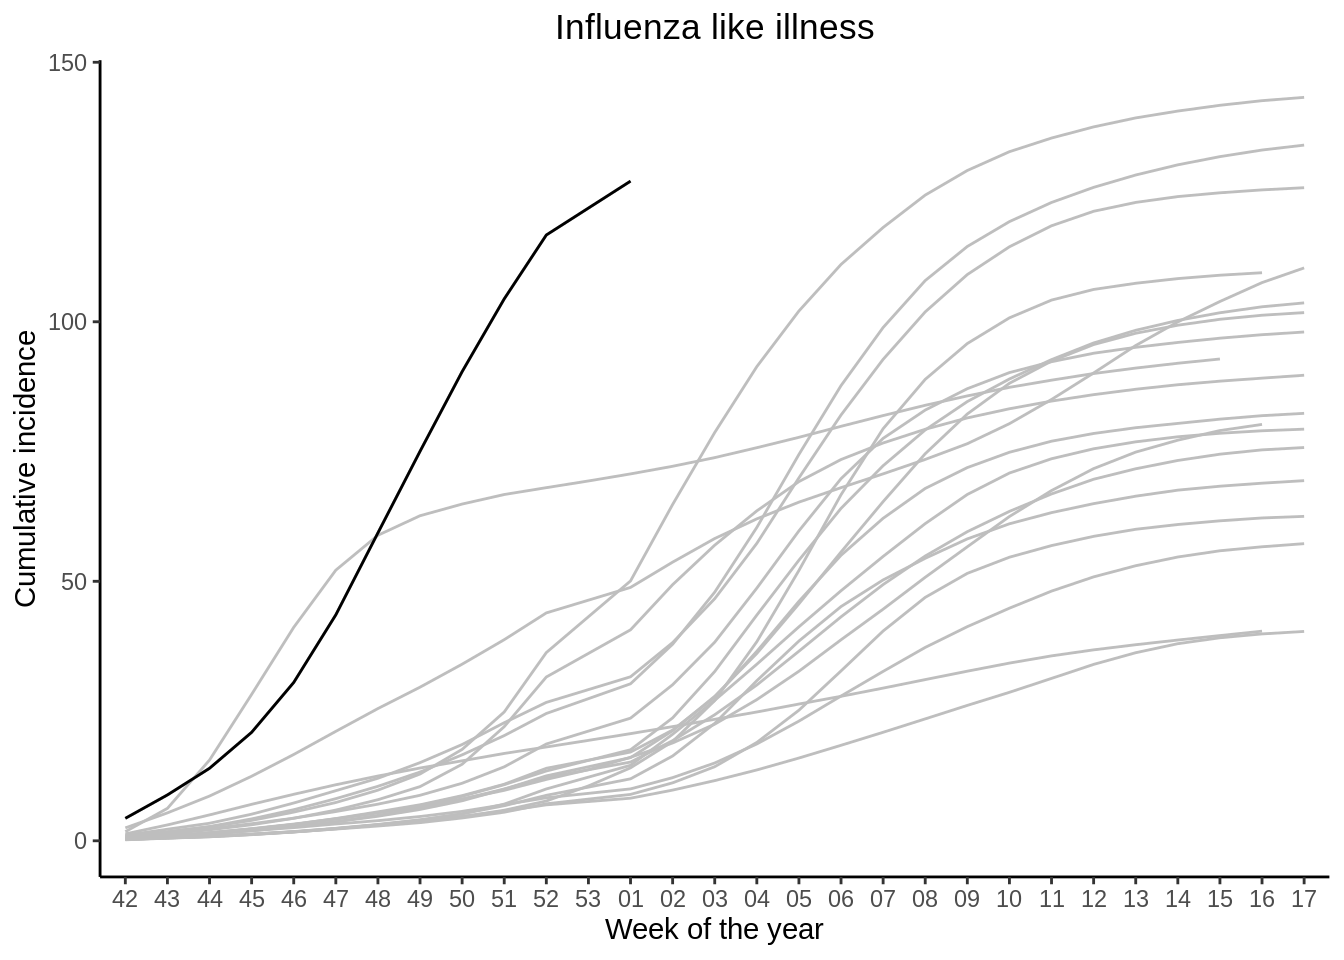 Influenza like illness
150
100
50
0
Cumulative incidence
42 43 44 45 46 47 48 49 50 51 52 53 01 02 03 04 05 06 07 08 09 10 11 12 13 14 15 16 17
Week of the year